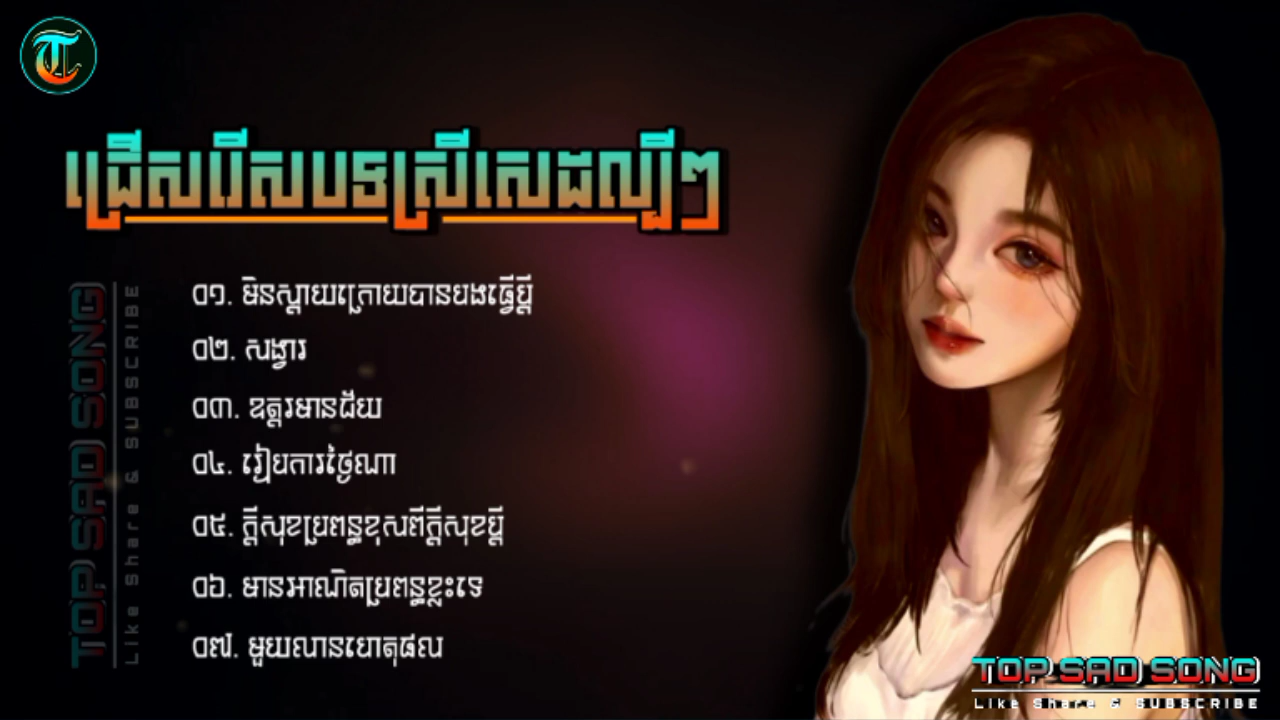 ជ្រើសរើសបទស្រីសេដល្បីៗ
០១. មិនស្ដាយក្រោយបានបងធ្វើប្ដី
០២. សង្សារ
០៣. ឧត្តរមានជ័យ
០៤. រៀបការថ្ងៃណា
០៥. ក្ដីសុខប្រពន្ធខុសពីក្ដីសុខប្ដី
០៦. មានអាណិតប្រពន្ធខ្លះទេ
០៧. មួយលានហេតុផល
TOP SAD SONG
Like Share & SUBSCRIBE
TOP SAD SONG
Like Share & SUBSCRIBE